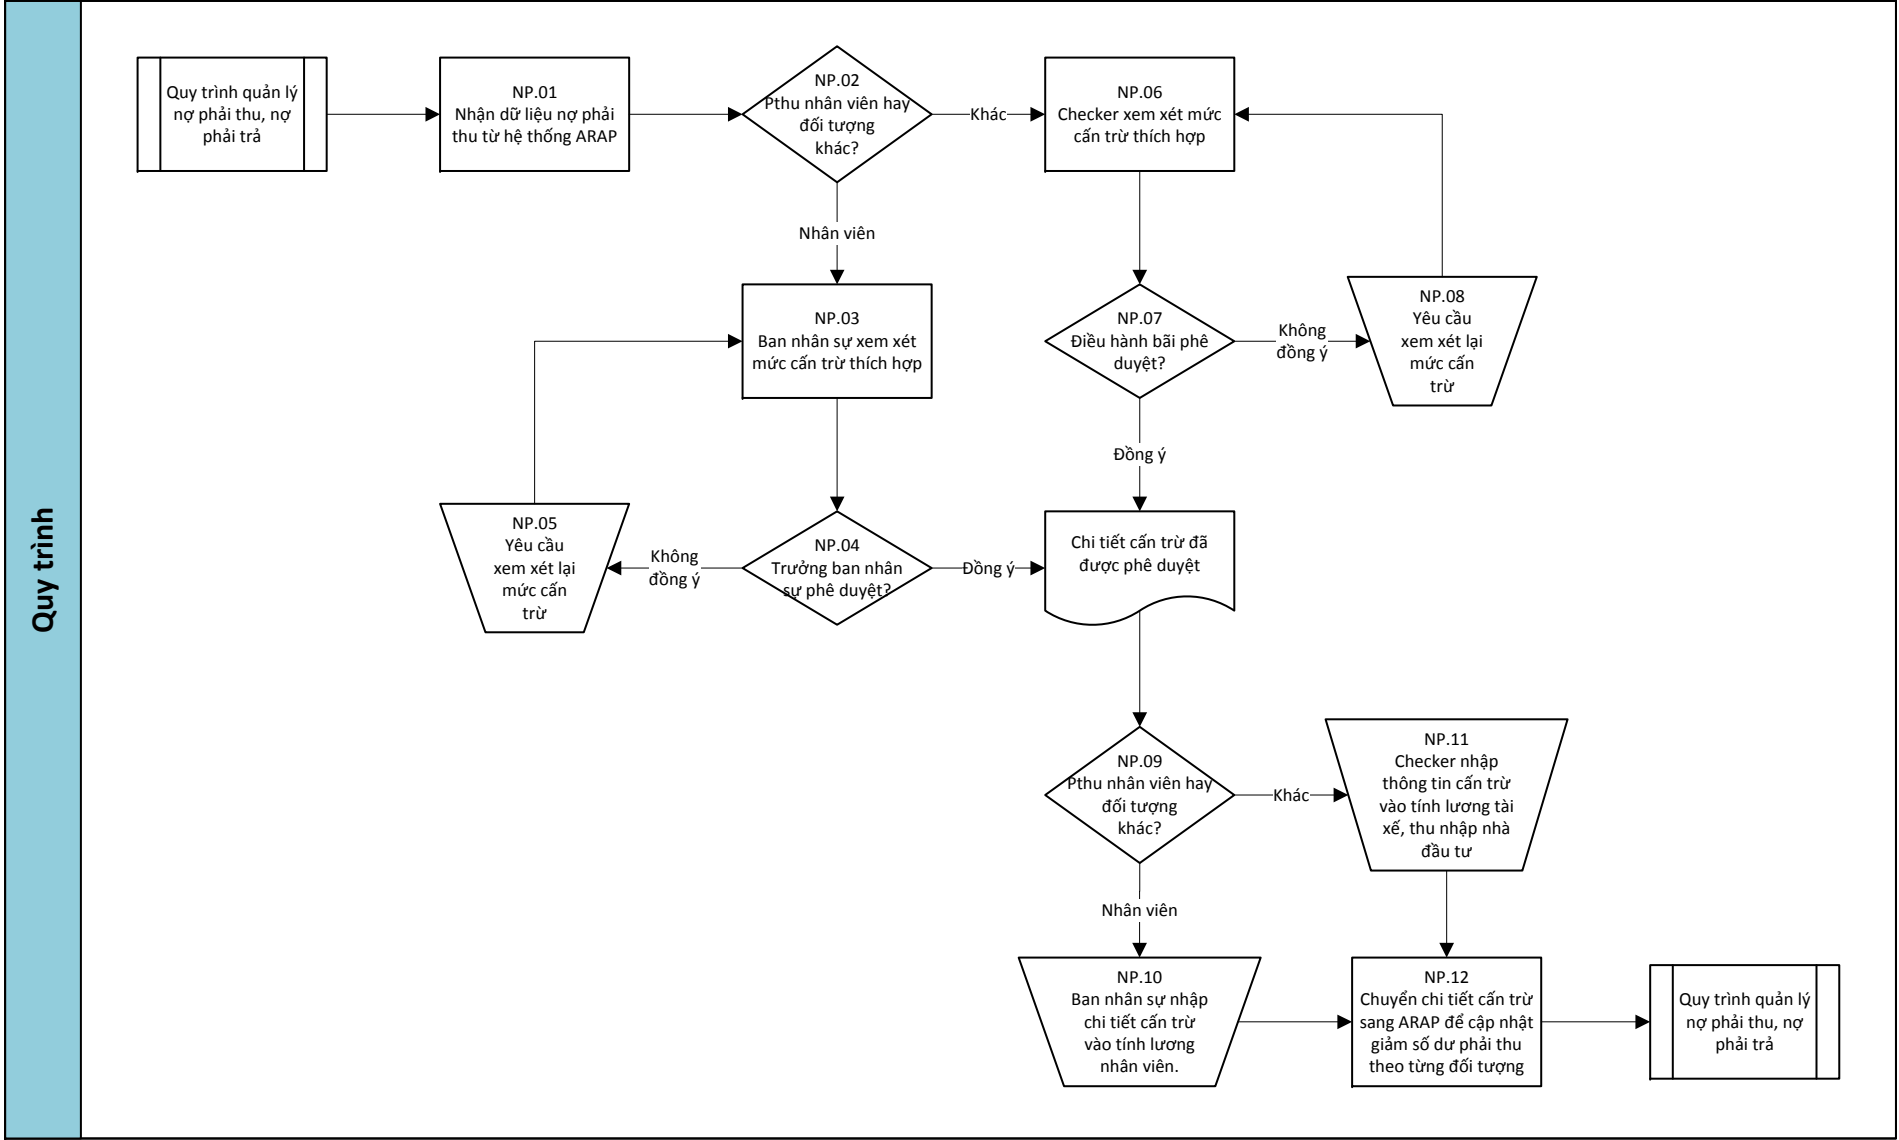 Quy trình
Quy trình quản lý
nợ phải thu, nợ
phải trả
NP.01
Nhận dữ liệu nợ phải
thu từ hệ thống ARAP
NP.02
Pthu nhân viên hay
đối tượng
khác?
Khác
NP.06
Checker xem xét mức
cấn trừ thích hợp
Nhân viên
NP.03
Ban nhân sự xem xét
mức cấn trừ thích hợp
NP.07
Điều hành bãi phê
duyệt?
Không
đồng ý
NP.08
Yêu cầu
xem xét lại
mức cấn
trừ
Đồng ý
NP.05
Yêu cầu
xem xét lại
mức cấn
trừ
Không
đồng ý
NP.04
Trưởng ban nhân
sự phê duyệt?
Đồng ý
Chi tiết cấn trừ đã
được phê duyệt
NP.09
Pthu nhân viên hay
đối tượng
khác?
Khác
NP.11
Checker nhập
thông tin cấn trừ
vào tính lương tài
xế, thu nhập nhà
đầu tư
Nhân viên
NP.10
Ban nhân sự nhập
chi tiết cấn trừ
vào tính lương
nhân viên.
NP.12
Chuyển chi tiết cấn trừ
sang ARAP để cập nhật
giảm số dư phải thu
theo từng đối tượng
Quy trình quản lý
nợ phải thu, nợ
phải trả